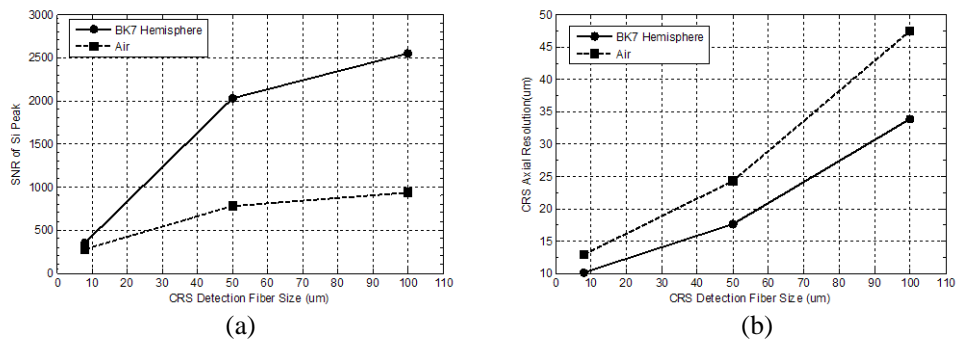 BK7 Hemisphere
Air
3000
2500
2000
1500
1000
500
0
SNR of Si Peak
0 10 20 30 40 50 60 70 80 90 100 110
CRS Detection Fiber Size (um)
(a)
BK7 Hemisphere
Air
50
45
40
35
30
25
20
15
10
CRS Axial Resolution(um)
0 10 20 30 40 50 60 70 80 90 100 110
CRS Detection Fiber Size (um)
(b)